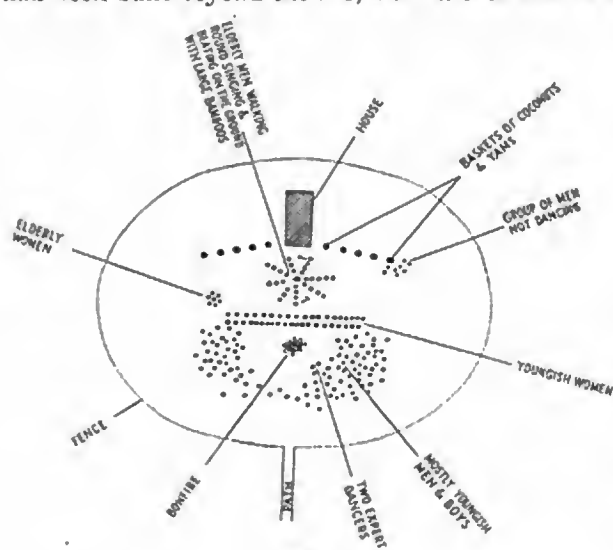 ELDERLY MEN WALKING
ROUND SINGING &
BEATING ON THE GROUND
WITH LARGE BAMBOOS
HOUSE
BASKETS OF COCONUTS
& YAMS
GROUP OF MEN
NOT DANCING
ELDERLY
WOMEN
YOUNGISH WOMEN
FENCE
BONFIRE
PATH
TWO EXPERT
DANCERS
MOSTLY YOUNGISH
MEN & BOYS